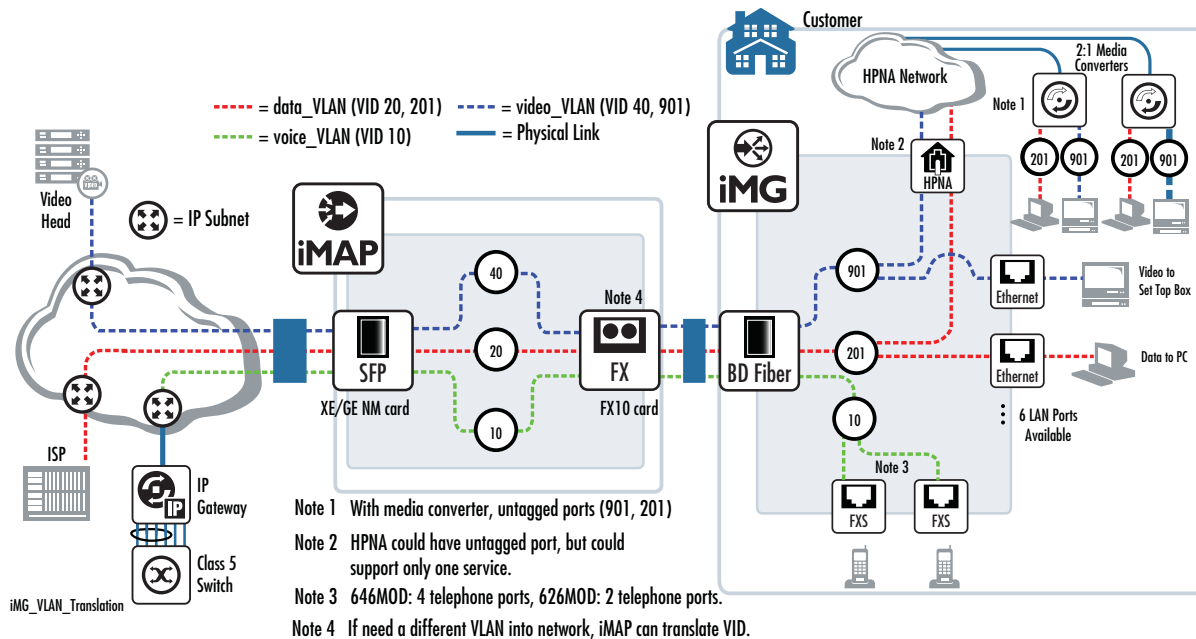 Customer
HPNA Network
2:1 Media
Converters
Note 1
= data_VLAN (VID 20, 201)
= video_VLAN (VID 40, 901)
= voice_VLAN (VID 10)
= Physical Link
Note 2
HPNA
201
901
201
901
Video
Head
= IP Subnet
iMAP
iMG
40
Note 4
901
Ethernet
Video to
Set Top Box
SFP
20
FX
BD Fiber
201
Ethernet
Data to PC
XE/GE NM card
FX10 card
10
10
6 LAN Ports
Available
ISP
IP
Gateway
IP
Note 3
FXS
FXS
Class 5
Switch
iMG_VLAN_Translation
Note 1 With media converter, untagged ports (901, 201)
Note 2 HPNA could have untagged port, but could
support only one service.
Note 3 646MOD: 4 telephone ports, 626MOD: 2 telephone ports.
Note 4 If need a different VLAN into network, iMAP can translate VID.